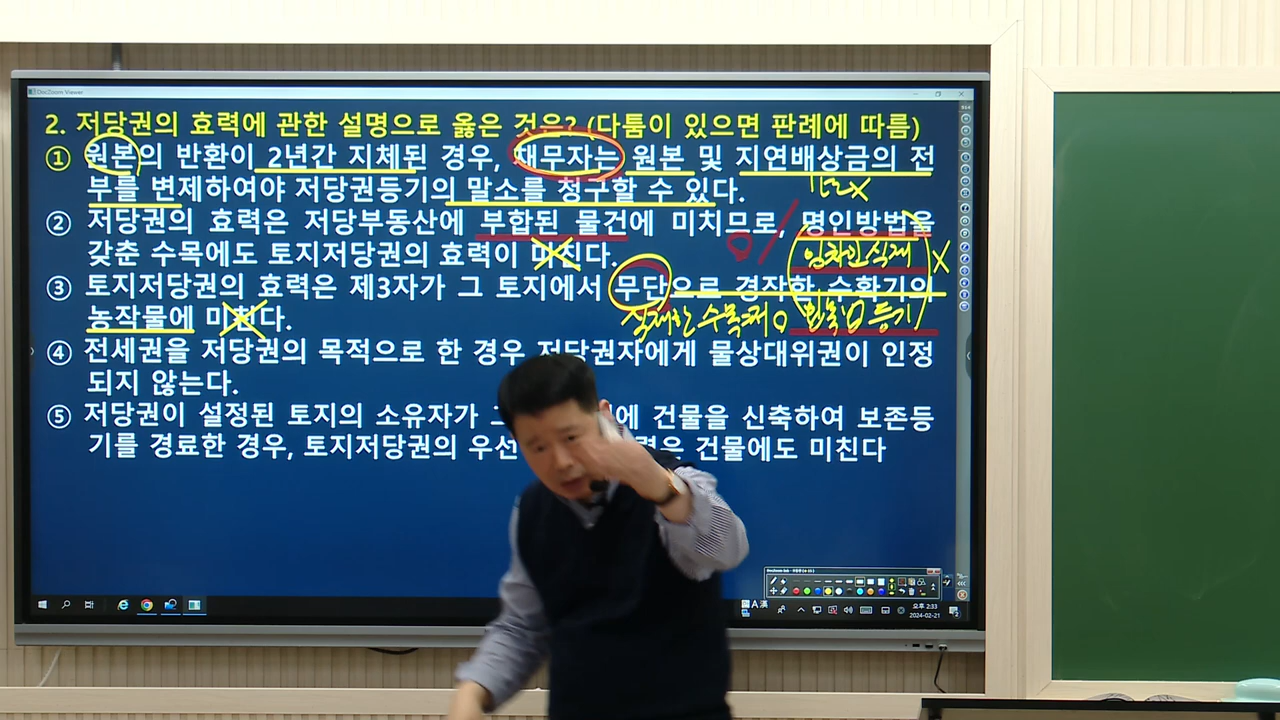 DocZoom Viewer
2. 저당권의 효력에 관한 설명으로 옳은 것은? (다툼이 있으면 판례에 따름)
① 원본의 반환이 2년간 지체된 경우, 채무자는 원본 및 지연배상금의 전
부를 변제하여야 저당권등기의 말소를 청구할 수 있다.
② 저당권의 효력은 저당부동산에 부합된 물건에 미치므로, 명인방법을
갖춘 수목에도 토지저당권의 효력이 미친다.
임차인 식재
③ 토지저당권의 효력은 제3자가 그 토지에서 무단으로 경작한 수확기의
농작물에 미친다.
④ 전세권을 저당권의 목적으로 한 경우 저당권자에게 물상대위권이 인정
되지 않는다.
⑤ 저당권이 설정된 토지의 소유자가 그 에 건물을 신축하여 보존등
기를 경료한 경우, 토지저당권의 우선 력은 건물에도 미친다
오후 2:33
2024-02-21